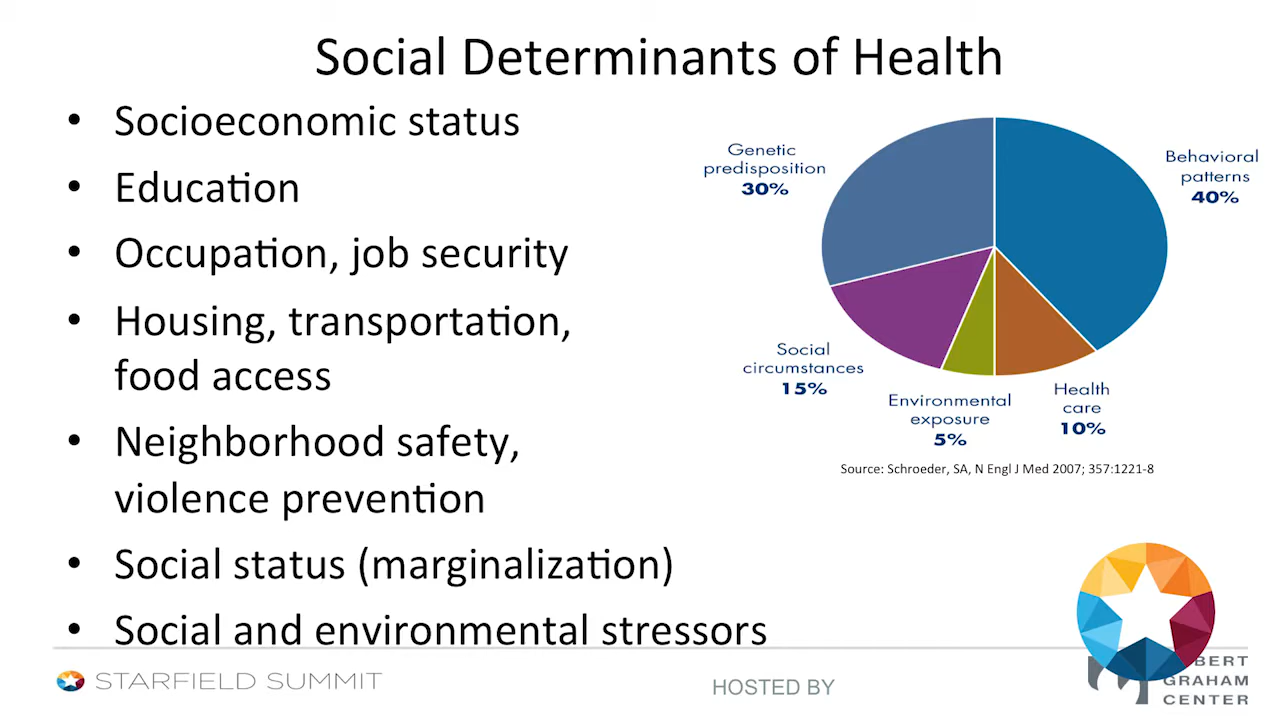 Social Determinants of Health
• Socioeconomic status
• Education
• Occupation, job security
• Housing, transportation,
food access
• Neighborhood safety,
violence prevention
• Social status (marginalization)
• Social and environmental stressors
Genetic
predisposition
30%
Behavioral
patterns
40%
Social
circumstances
15%
Environmental
exposure
5%
Health
care
10%
Source: Schroeder, SA, N Engl J Med 2007; 357:1221-8
STARFIELD SUMMIT
HOSTED BY
BERT
GRAHAM
CENTER